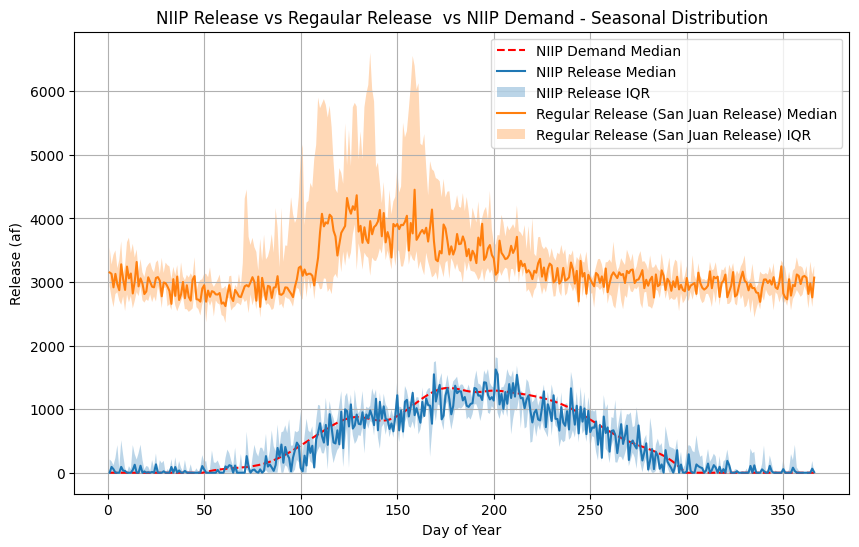 NIIP Release vs Regaular Release  vs NIIP Demand - Seasonal Distribution
NIIP Demand Median
NIIP Release Median
NIIP Release IQR
Regular Release (San Juan Release) Median
Regular Release (San Juan Release) IQR
Release (af)
6000
5000
4000
3000
2000
1000
0
0 50 100 150 200 250 300 350
Day of Year